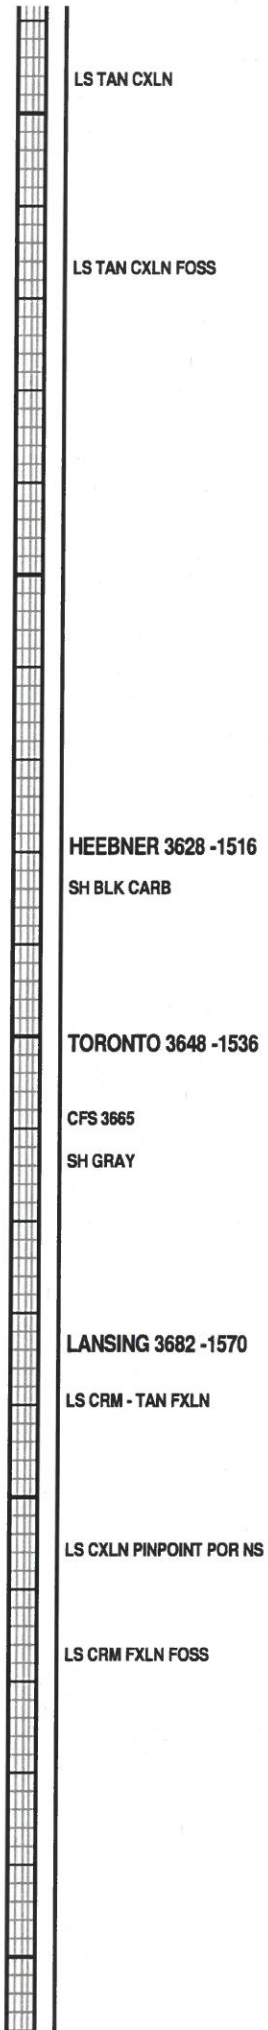 LS TAN CXLN
LS TAN CXLN FOSS
HEEBNER 3628 -1516
SH BLK CARB
TORONTO 3648 -1536
CFS 3665
SH GRAY
LANSING 3682 -1570
LS CRM - TAN FXLN
LS CXLN PINPOINT POR NS
LS CRM FXLN FOSS